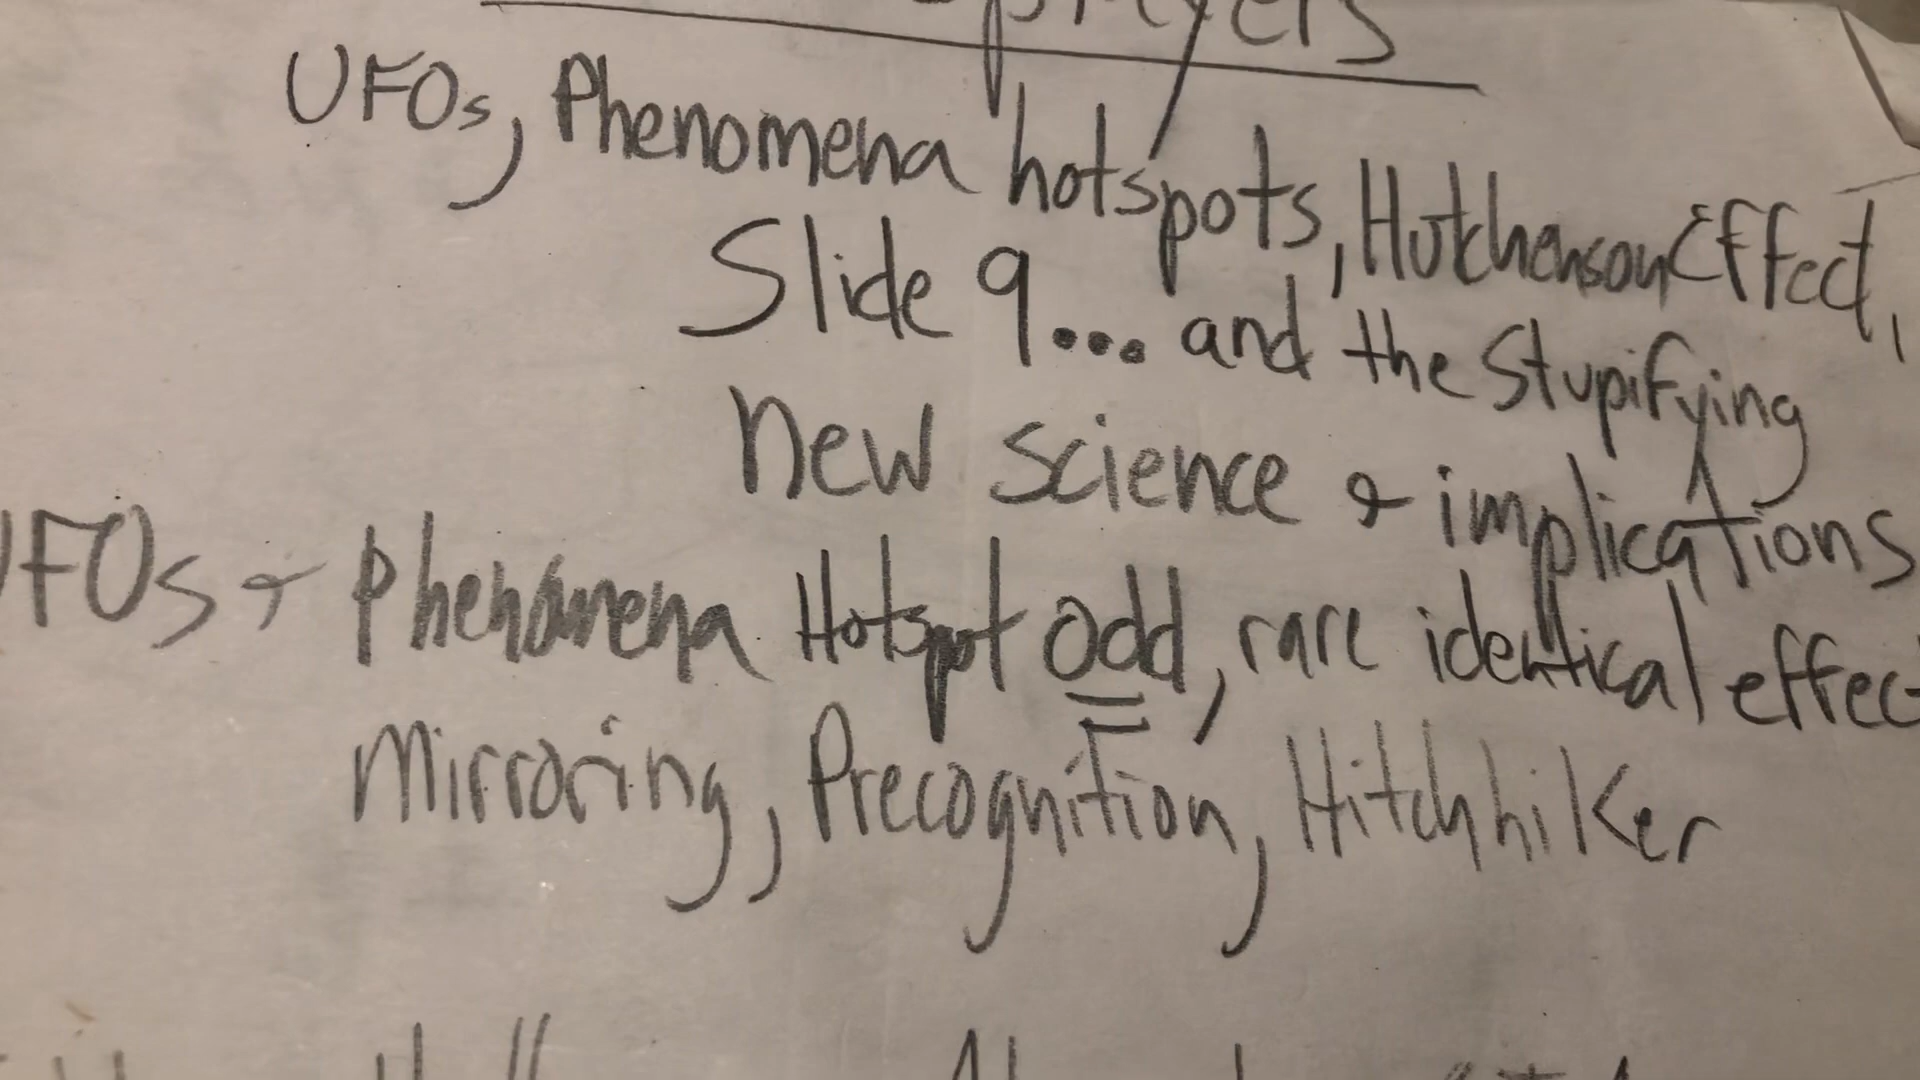 UFOs, Phenomena hotspots, Hutchenson Effect,
Slide 9... and the Stupifying
New science & implications
UFOs & Phenomena Hotspot odd, rare identical effec
Mirroring, Precognition, Hitchhiker